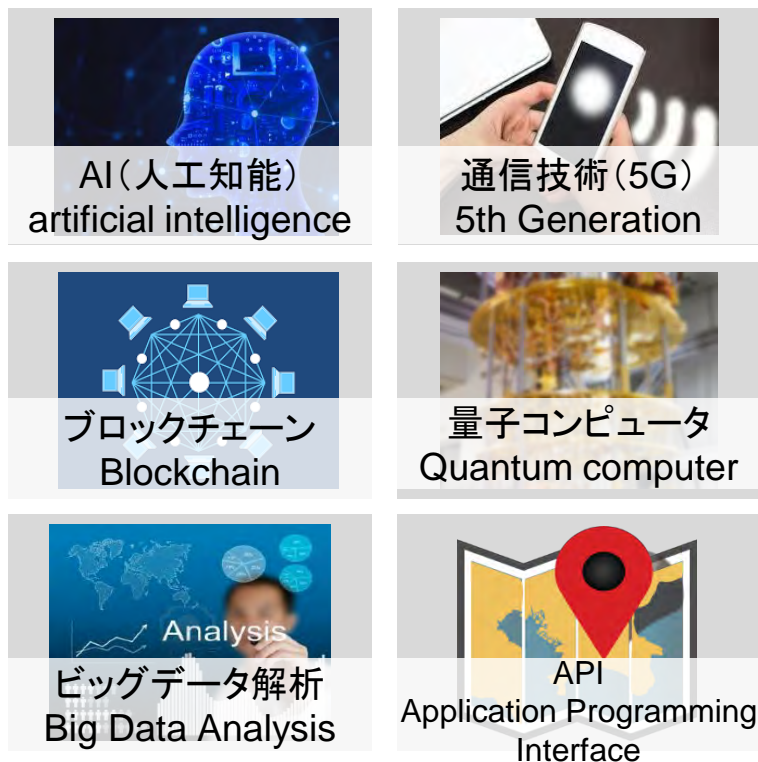 AI（人工知能）
artificial intelligence
通信技術（5G）
5th Generation
ブロックチェーン
Blockchain
量子コンピュータ
Quantum computer
Analysis
ビッグデータ解析
Big Data Analysis
API
Application Programming
Interface